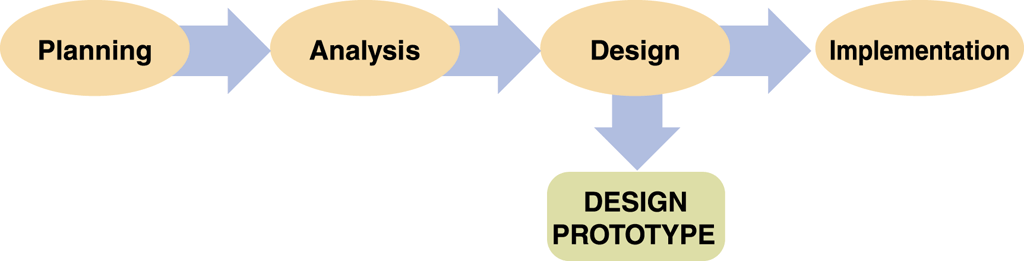 Planning
Analysis
Design
Implementation
DESIGN
PROTOTYPE